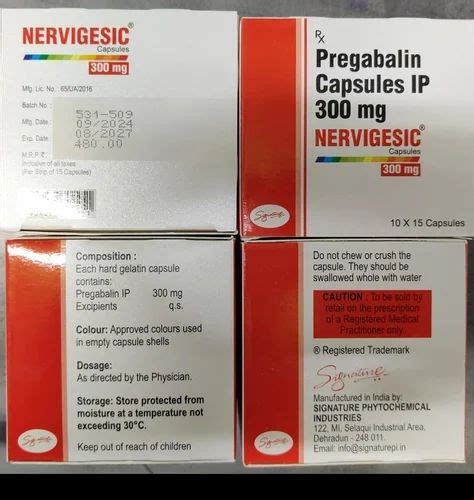 NERVIGESIC®
Capsules
300 mg
Mfg. Lic. No. : 65/UA/2016
Batch No. :
531-509
Mfg. Date :
09/2024
Exp. Date :
08/2027
M.R.P. ₹.
480.00
Inclusive of all taxes
(Per Strip of 15 Capsules)
Rx
Pregabalin
Capsules IP
300 mg
NERVIGESIC®
Capsules
300 mg
Sig
10 X 15 Capsules
Composition :
Each hard gelatin capsule
contains:
Pregabalin IP 300 mg
Excipients q.s.
Colour: Approved colours used
in empty capsule shells
Dosage:
As directed by the Physician.
Storage: Store protected from
moisture at a temperature not
exceeding 30°C.
Keep out of reach of children
Do not chew or crush the
capsule. They should be
swallowed whole with water
CAUTION : To be sold by
retail on the prescription
of a Registered Medical
Practitioner only.
® Registered Trademark
Signature
Manufactured in India by:
SIGNATURE PHYTOCHEMICAL
INDUSTRIES
122, MI, Selaqui Industrial Area,
Dehradun - 248 011.
Email: info@signaturepi.in